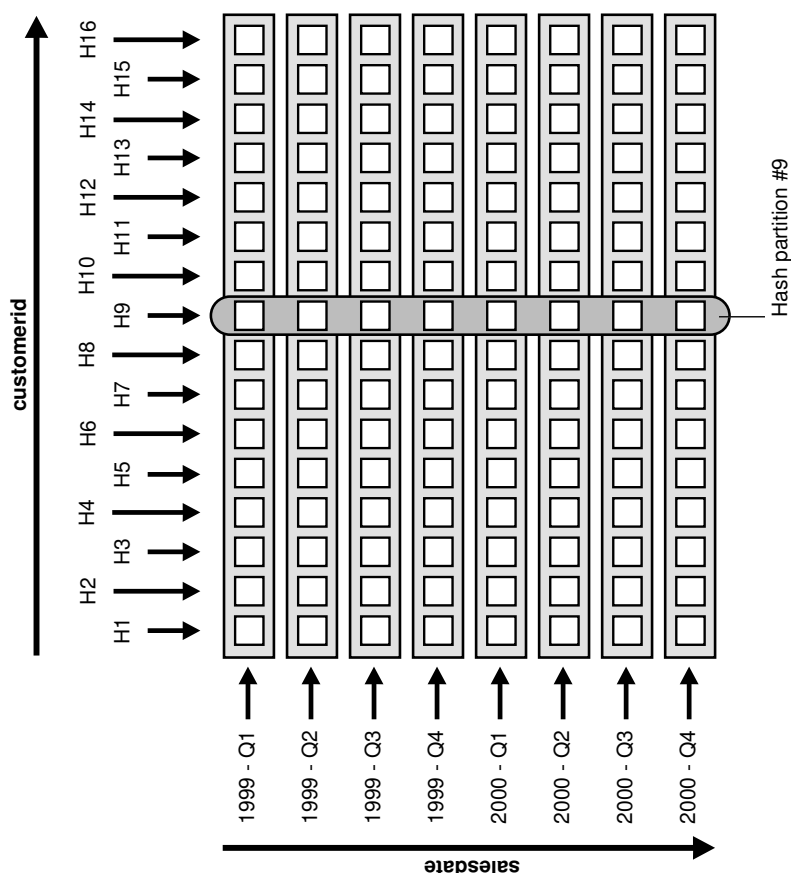 customerid
H1
H2
H3
H4
H5
H6
H7
H8
H9
H10
H11
H12
H13
H14
H15
H16
1999 - Q1
1999 - Q2
1999 - Q3
1999 - Q4
2000 - Q1
2000 - Q2
2000 - Q3
2000 - Q4
salesdate
Hash partition #9